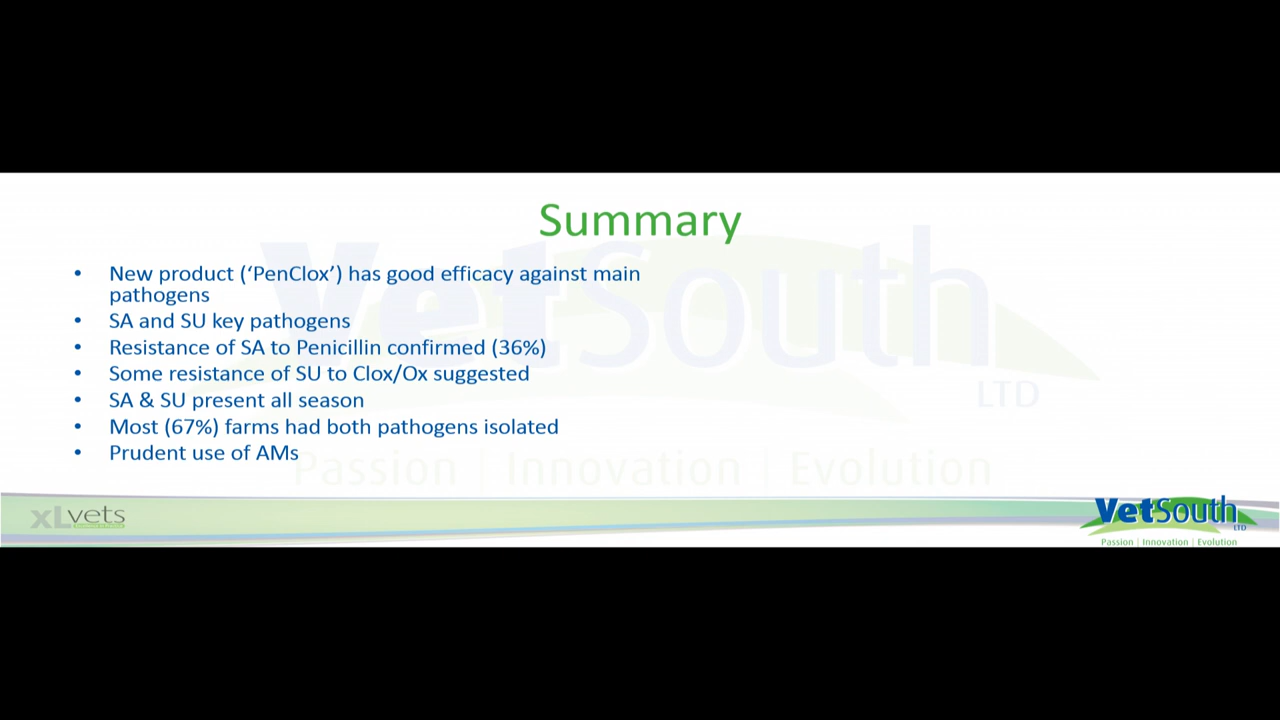 Summary
• New product (‘PenClox’) has good efficacy against main
pathogens
• SA and SU key pathogens
• Resistance of SA to Penicillin confirmed (36%)
• Some resistance of SU to Clox/Ox suggested
• SA & SU present all season
• Most (67%) farms had both pathogens isolated
• Prudent use of AMs
VetSouth
LTD
Passion | Innovation | Evolution
xLvets
VetSouth
LTD
Passion | Innovation | Evolution